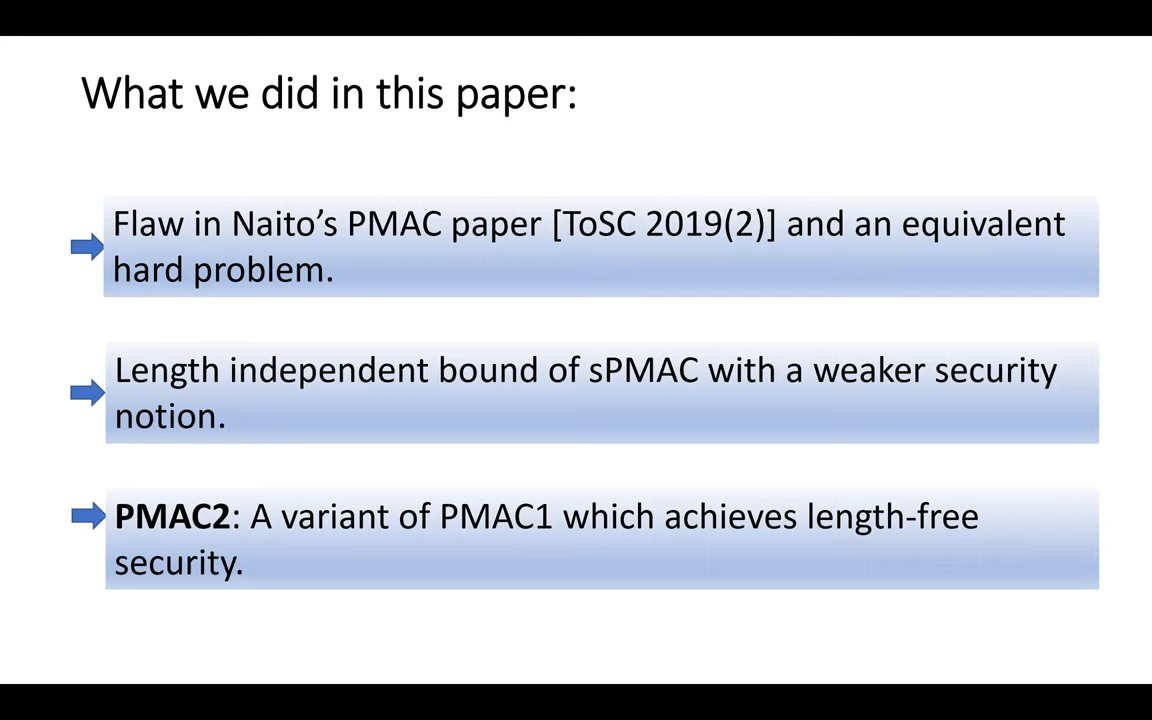 What we did in this paper:
Flaw in Naito’s PMAC paper [ToSC 2019(2)] and an equivalent
hard problem.
Length independent bound of sPMAC with a weaker security
notion.
PMAC2: A variant of PMAC1 which achieves length-free
security.